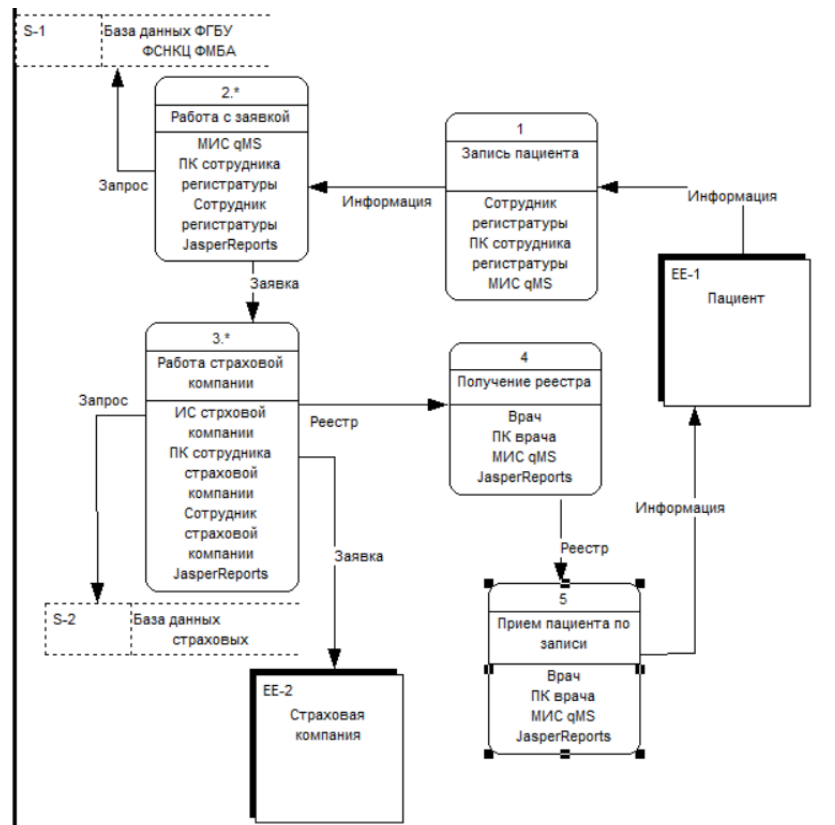 S-1
База данных ФГБУ
ФСНКЦ ФМБА
2.*
Работа с заявкой
МИС qMS
ПК сотрудника
регистратуры
Сотрудник
регистратуры
JasperReports
Запрос
Информация
1
Запись пациента
Сотрудник
регистратуры
ПК сотрудника
регистратуры
МИС qMS
Информация
EE-1
Пациент
Заявка
3.*
Работа страховой
компании
ИС стрховой
компании
ПК сотрудника
страховой
компании
Сотрудник
страховой
компании
JasperReports
Запрос
Реестр
4
Получение реестра
Врач
ПК врача
МИС qMS
JasperReports
Информация
Заявка
Реестр
S-2
База данных
страховых
5
Прием пациента по
записи
Врач
ПК врача
МИС qMS
JasperReports
EE-2
Страховая
компания